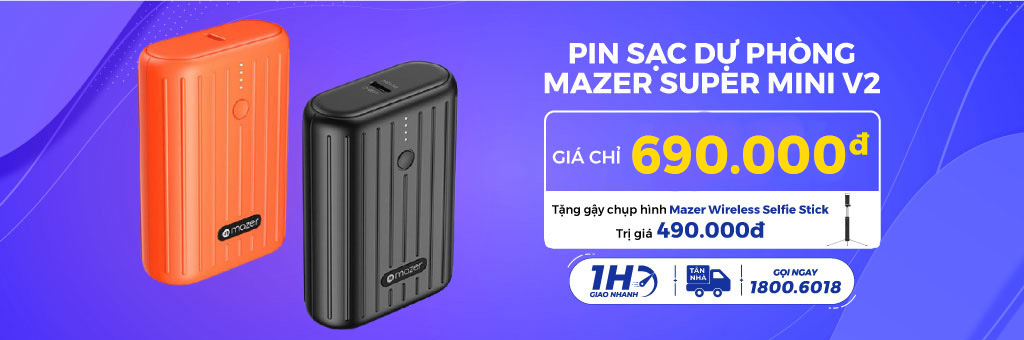 PIN SẠC DỰ PHÒNG
MAZER SUPER MINI V2
GIÁ CHỈ 690.000đ
Tặng gậy chụp hình Mazer Wireless Selfie Stick
Trị giá 490.000đ
1H
GIAO NHANH
TẬN
NHÀ
GỌI NGAY
1800.6018
mazer
mazer